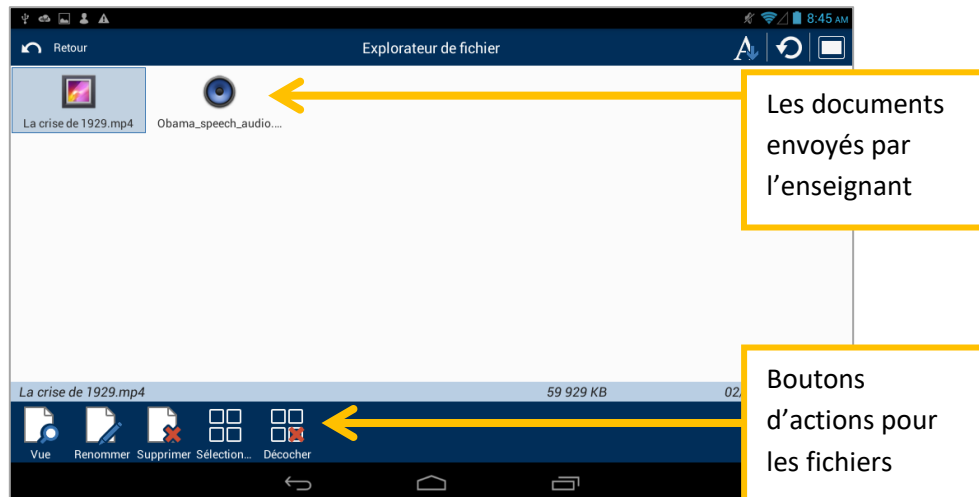 8:45 AM
Retour
Explorateur de fichier
A
La crise de 1929.mp4
Obama_speech_audio....
Les documents
envoyés par
l’enseignant
La crise de 1929.mp4
59 929 KB
02/
Vue
Renommer
Supprimer
Sélection...
Décocher
Boutons
d’actions pour
les fichiers